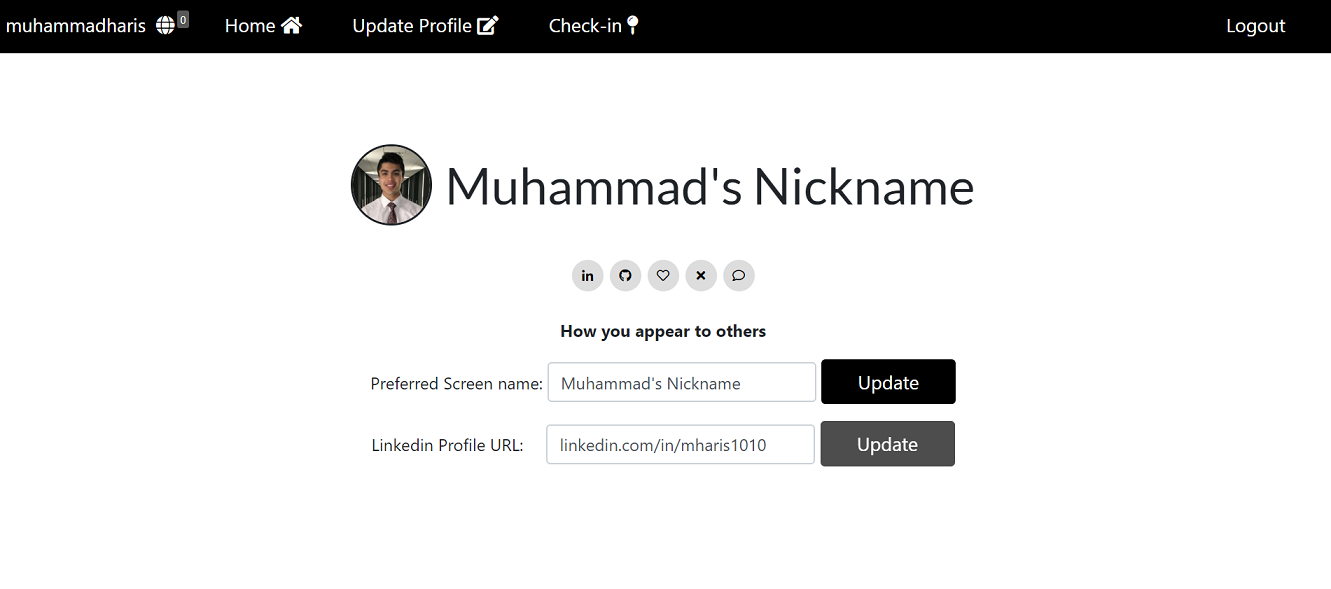 muhammadharis 0 Home Update Profile Check-in Logout
Muhammad's Nickname
in
How you appear to others
Preferred Screen name: Muhammad's Nickname Update
Linkedin Profile URL: linkedin.com/in/mharis1010 Update